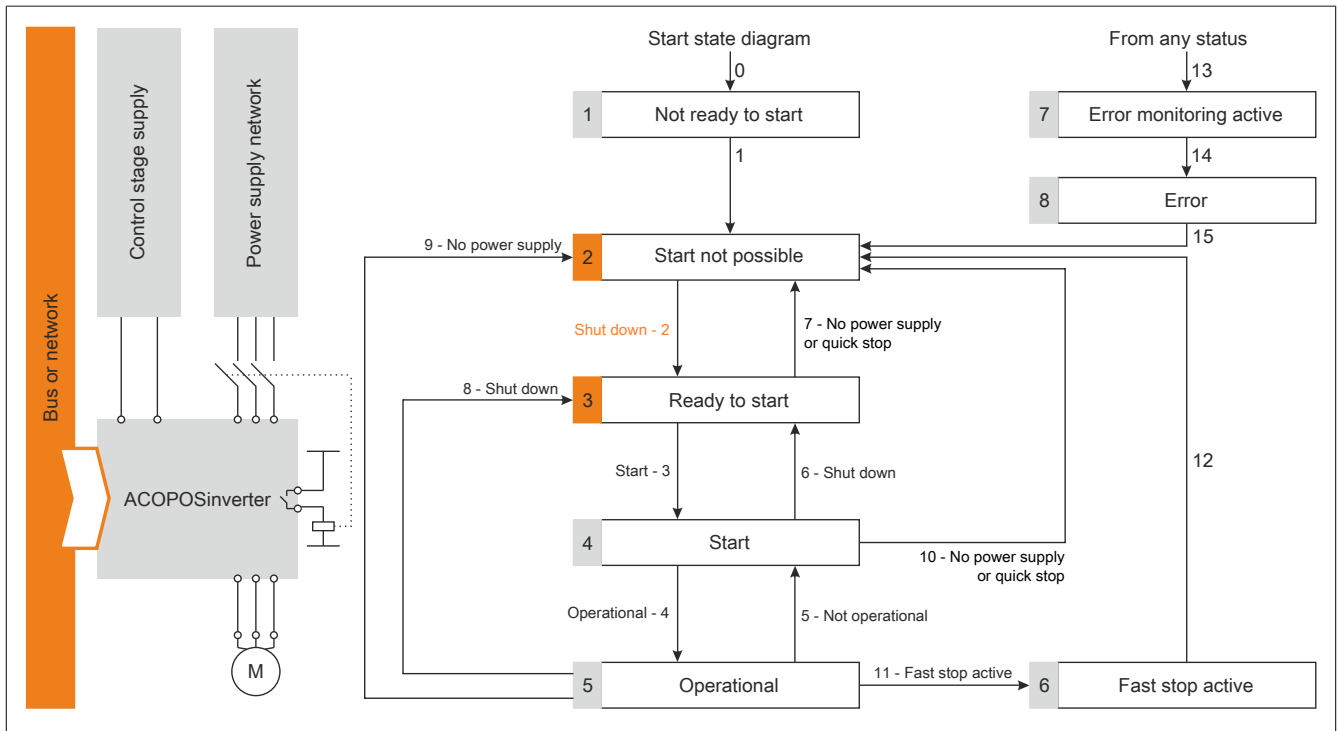 Bus or network
Control stage supply
Power supply network
ACOPOSinverter
M
Start state diagram
0
1
Not ready to start
1
9 - No power supply
2
Start not possible
Shut down - 2
7 - No power supply
or quick stop
8 - Shut down
3
Ready to start
Start - 3
6 - Shut down
4
Start
10 - No power supply
or quick stop
Operational - 4
5 - Not operational
5
Operational
11 - Fast stop active
6
Fast stop active
12
From any status
13
7
Error monitoring active
14
8
Error
15